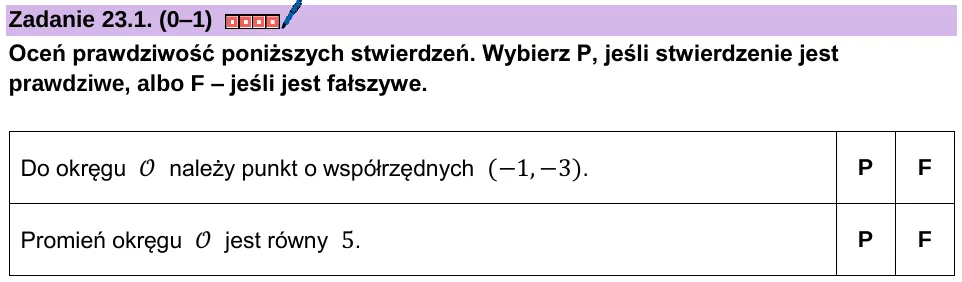 Zadanie 23.1. (0–1)
Oceń prawdziwość poniższych stwierdzeń. Wybierz P, jeśli stwierdzenie jest
prawdziwe, albo F – jeśli jest fałszywe.
Do okręgu 𝒪 należy punkt o współrzędnych (−1, −3). P F
Promień okręgu 𝒪 jest równy 5. P F